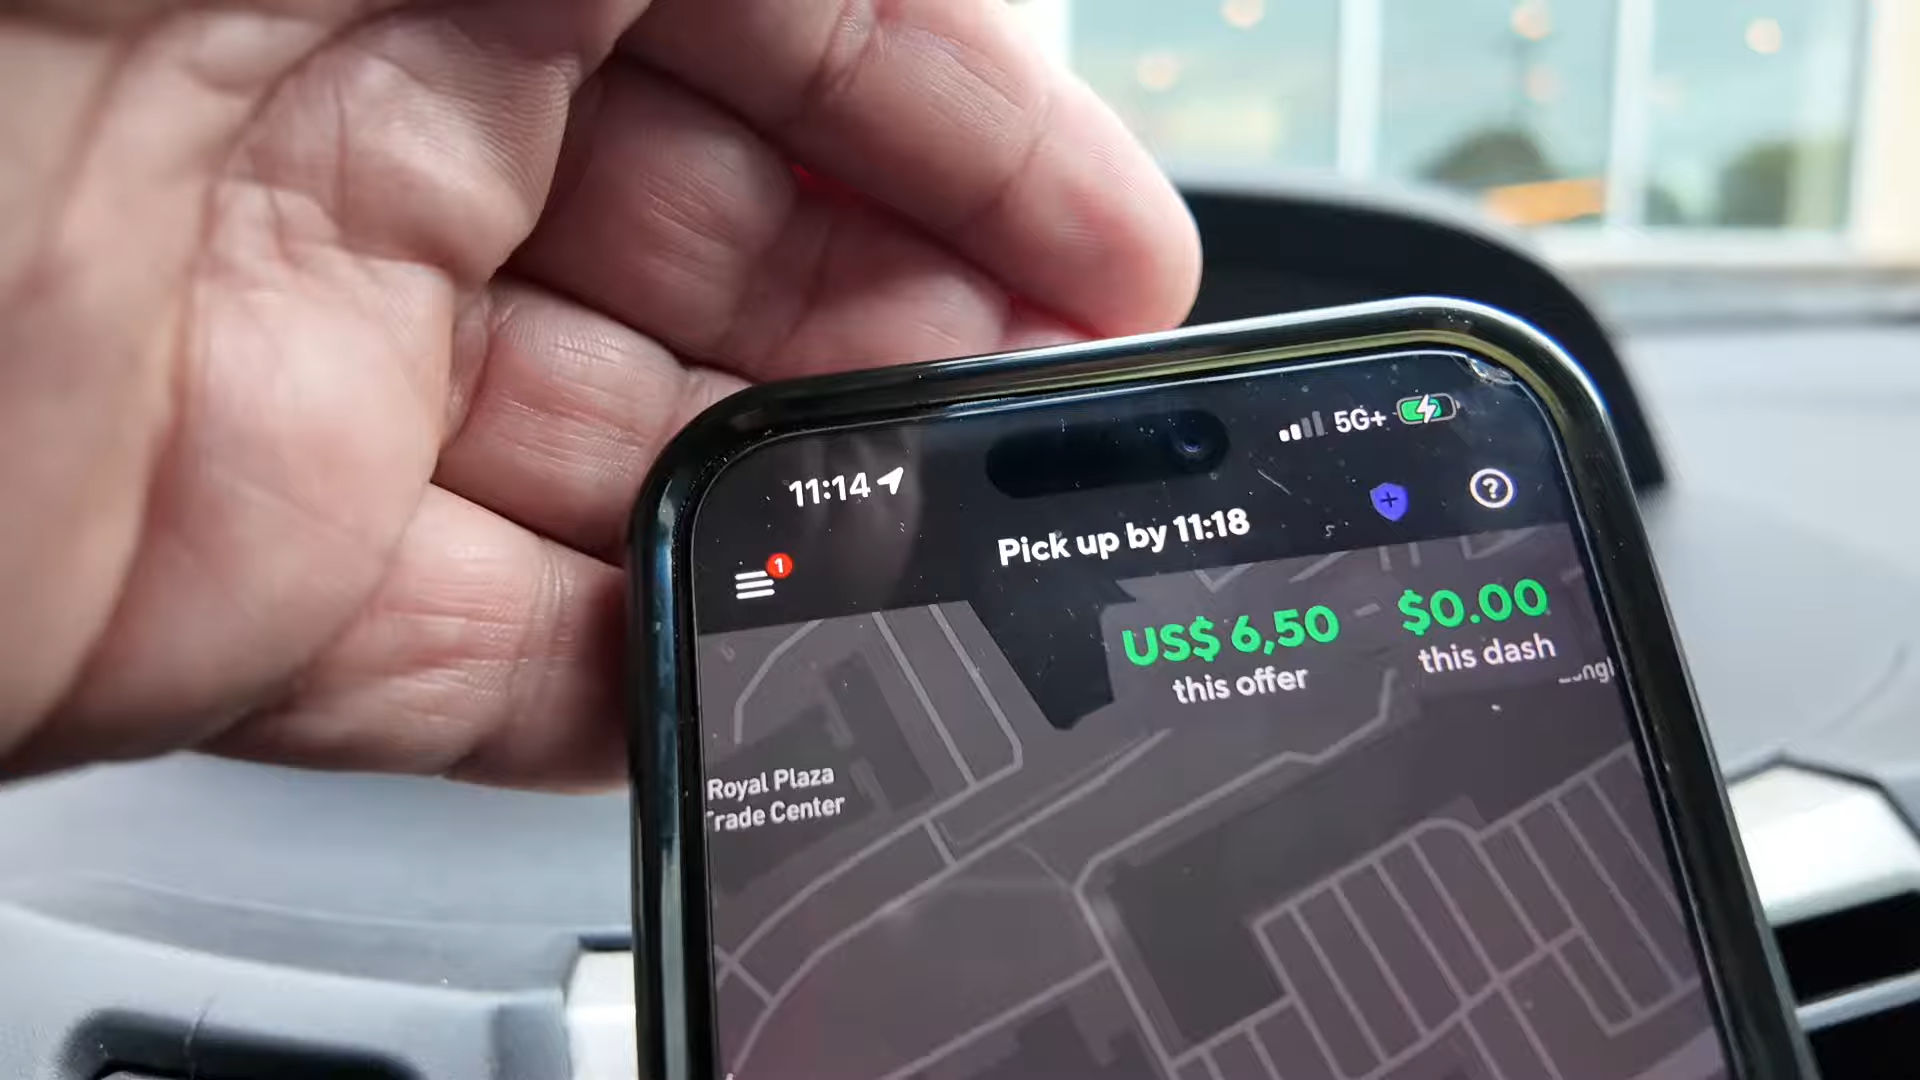 11:14
5G+
Pick up by 11:18
?
1
US$ 6,50
this offer
$0.00
this dash
Royal Plaza
rade Center